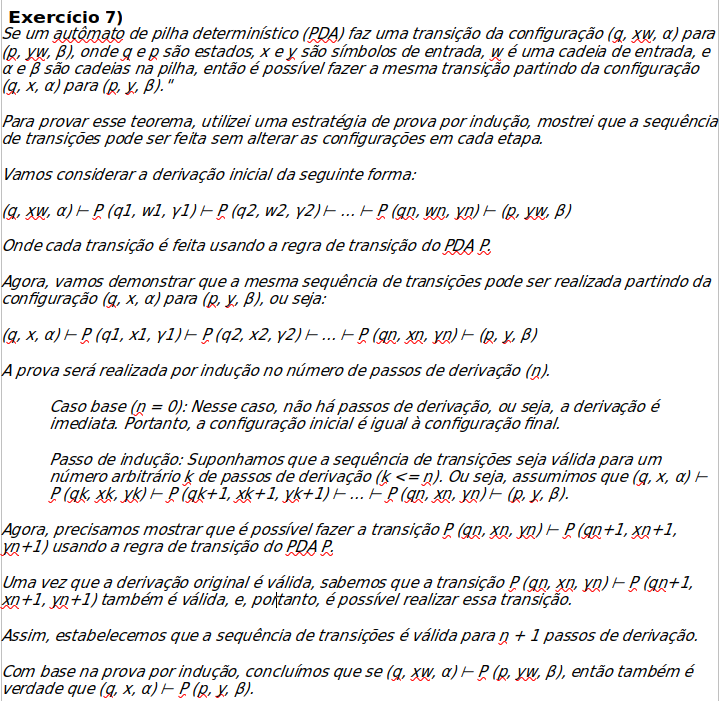 Exercício 7)
Se um autômato de pilha determinístico (PDA) faz uma transição da configuração (q, xw, α) para
(p, yw, β), onde q e p são estados, x e y são símbolos de entrada, w é uma cadeia de entrada, e
α e β são cadeias na pilha, então é possível fazer a mesma transição partindo da configuração
(q, x, α) para (p, y, β)."
Para provar esse teorema, utilizei uma estratégia de prova por indução, mostrei que a sequência
de transições pode ser feita sem alterar as configurações em cada etapa.
Vamos considerar a derivação inicial da seguinte forma:
(q, xw, α) ⊢ P (q1, w1, γ1) ⊢ P (q2, w2, γ2) ⊢ ... ⊢ P (qn, wn, γn) ⊢ (p, yw, β)
Onde cada transição é feita usando a regra de transição do PDA P.
Agora, vamos demonstrar que a mesma sequência de transições pode ser realizada partindo da
configuração (q, x, α) para (p, y, β), ou seja:
(q, x, α) ⊢ P (q1, x1, γ1) ⊢ P (q2, x2, γ2) ⊢ ... ⊢ P (qn, xn, γn) ⊢ (p, y, β)
A prova será realizada por indução no número de passos de derivação (n).
Caso base (n = 0): Nesse caso, não há passos de derivação, ou seja, a derivação é
imediata. Portanto, a configuração inicial é igual à configuração final.
Passo de indução: Suponhamos que a sequência de transições seja válida para um
número arbitrário k de passos de derivação (k <= n). Ou seja, assumimos que (q, x, α) ⊢
P (qk, xk, γk) ⊢ P (qk+1, xk+1, γk+1) ⊢ ... ⊢ P (qn, xn, γn) ⊢ (p, y, β).
Agora, precisamos mostrar que é possível fazer a transição P (qn, xn, γn) ⊢ P (qn+1, xn+1,
γn+1) usando a regra de transição do PDA P.
Uma vez que a derivação original é válida, sabemos que a transição P (qn, xn, γn) ⊢ P (qn+1,
xn+1, γn+1) também é válida, e, portanto, é possível realizar essa transição.
Assim, estabelecemos que a sequência de transições é válida para n + 1 passos de derivação.
Com base na prova por indução, concluímos que se (q, xw, α) ⊢ P (p, yw, β), então também é
verdade que (q, x, α) ⊢ P (p, y, β).